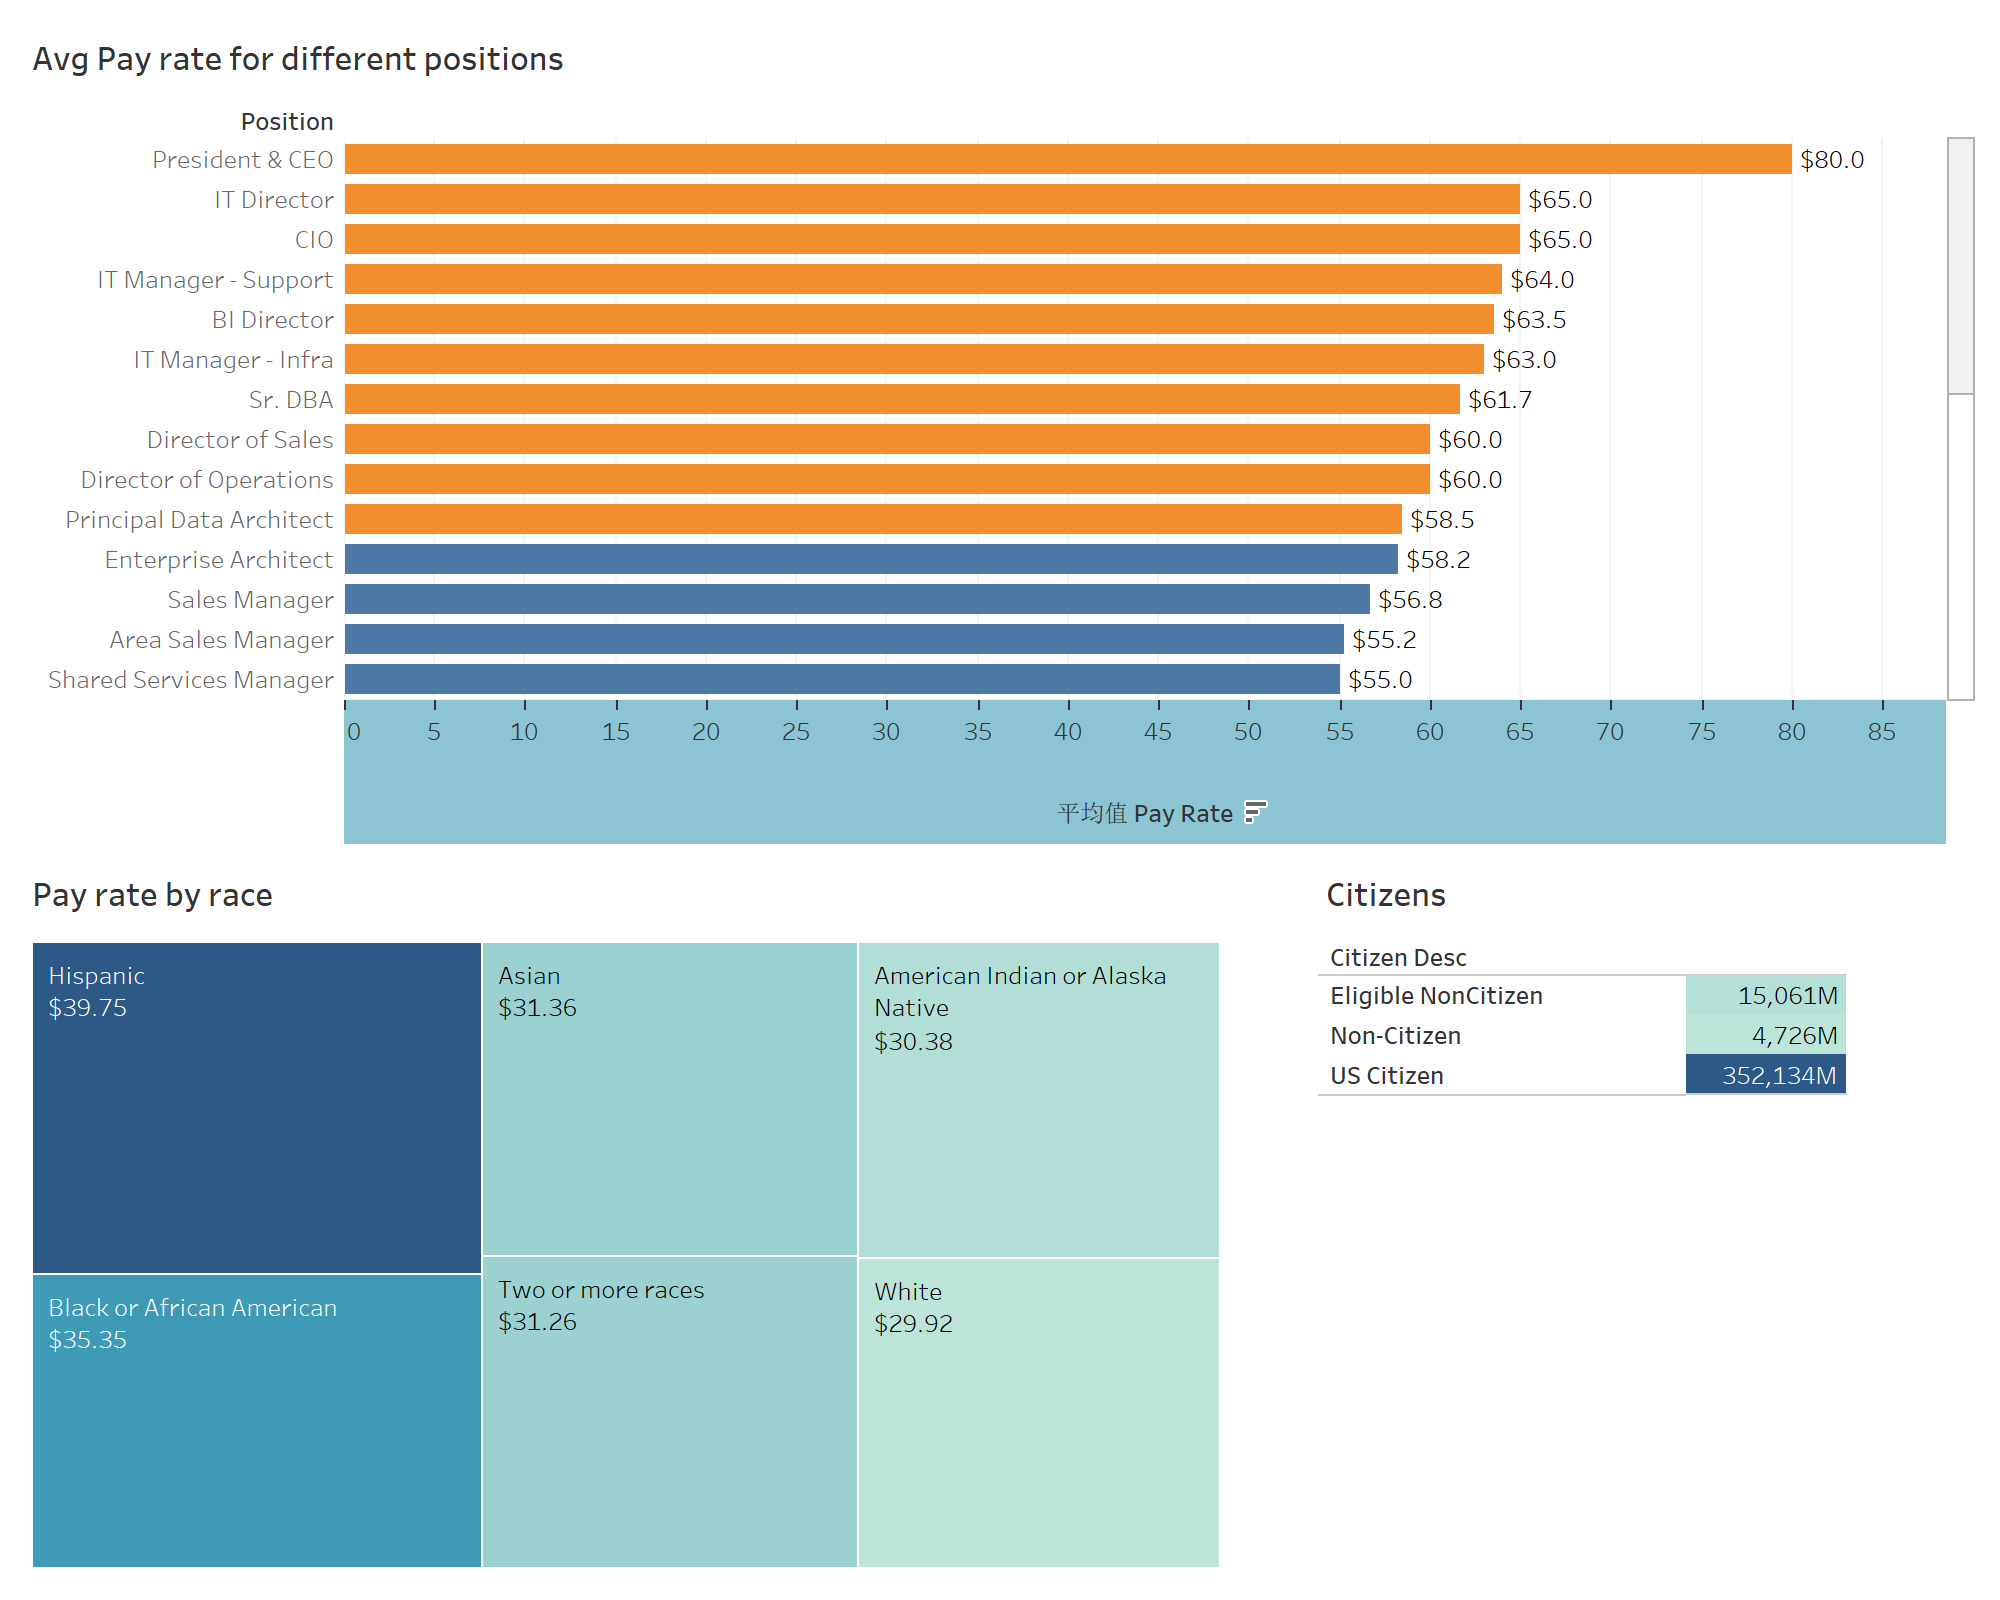 Avg Pay rate for different positions
Position
President & CEO $80.0
IT Director $65.0
CIO $65.0
IT Manager - Support $64.0
BI Director $63.5
IT Manager - Infra $63.0
Sr. DBA $61.7
Director of Sales $60.0
Director of Operations $60.0
Principal Data Architect $58.5
Enterprise Architect $58.2
Sales Manager $56.8
Area Sales Manager $55.2
Shared Services Manager $55.0
0 5 10 15 20 25 30 35 40 45 50 55 60 65 70 75 80 85
平均值 Pay Rate
Pay rate by race
Hispanic
$39.75
Black or African American
$35.35
Asian
$31.36
Two or more races
$31.26
American Indian or Alaska
Native
$30.38
White
$29.92
Citizens
Citizen Desc
Eligible NonCitizen 15,061M
Non-Citizen 4,726M
US Citizen 352,134M